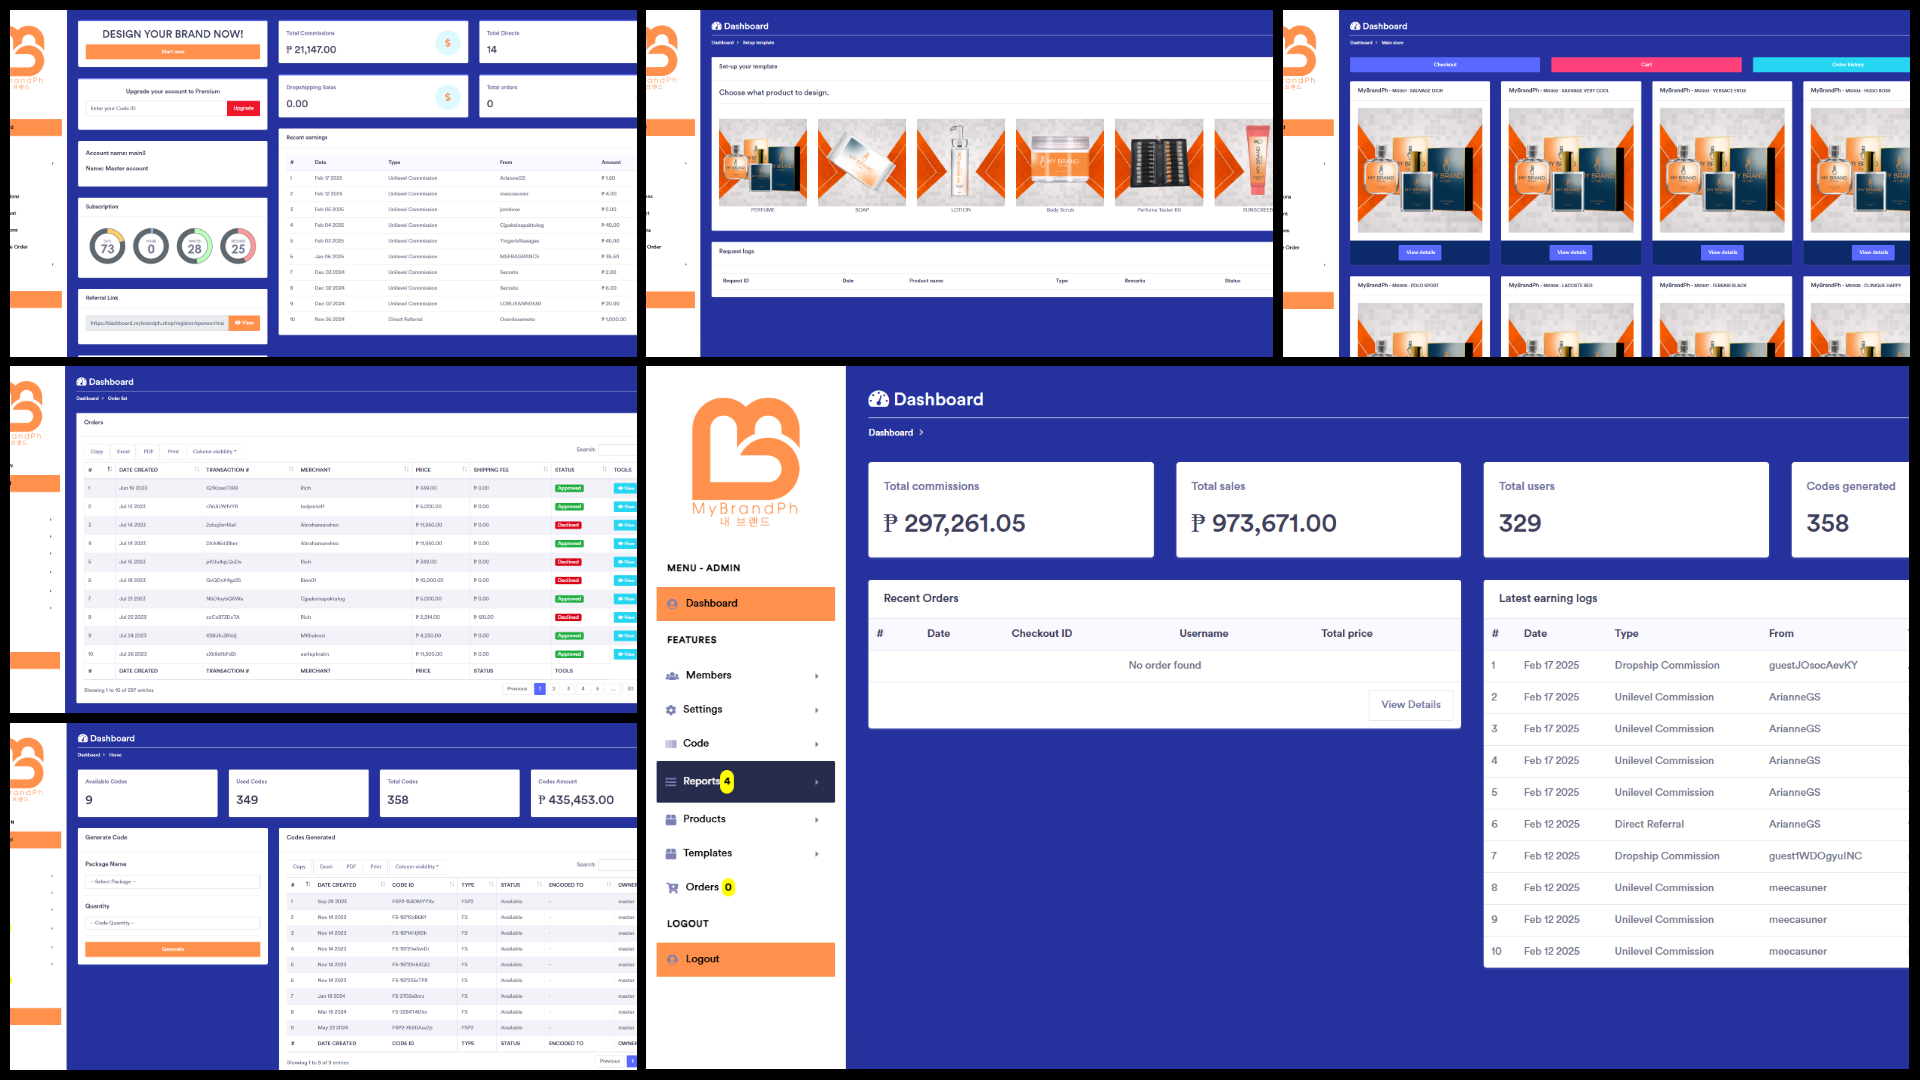 DESIGN YOUR BRAND NOW!
Start now
Upgrade your account to Premium
Enter your Code ID
Upgrade
Account name: main3
Name: Master account
Subscription
73
0
28
25
Referral Link
View
Total Commissions
₱ 21,147.00
Total Directs
14
Dropshipping Sales
0.00
Total orders
0
Recent earnings
# Date Type From Amount
1 Feb 17 2025 Unilevel Commission ArianneGS ₱ 1.00
2 Feb 12 2025 Unilevel Commission meecasuner ₱ 4.00
3 Feb 05 2025 Unilevel Commission ₱ 2.00
4 Feb 04 2025 Unilevel Commission Cjpakeinapaktulog ₱ 40.00
5 Feb 03 2025 Unilevel Commission ₱ 45.00
6 Jan 06 2025 Unilevel Commission MSFRAGRANCE ₱ 35.50
7 Dec 03 2024 Unilevel Commission Secreto ₱ 2.00
8 Dec 02 2024 Unilevel Commission Secreto ₱ 6.00
9 Dec 02 2024 Unilevel Commission ₱ 20.00
10 Nov 26 2024 Direct Referral Overdosemoto ₱ 1,000.00
Dashboard
Dashboard > Setup template
Set-up your template
Choose what product to design.
PERFUME
SOAP
LOTION
Body Scrub
Perfume Tester Kit
SUNSCREEN
Request logs
Request ID Date Product name Type Remarks Status
Dashboard
Dashboard > Main store
Checkout
Cart
Order history
MyBrandPh - M0001 - SAUVAGE DIOR
MyBrandPh - M0002 - SAUVAGE VERY COOL
MyBrandPh - M0003 - VERSACE EROS
MyBrandPh - M0004 - HUGO BOSS
View details
View details
View details
View details
MyBrandPh - M0005 - POLO SPORT
MyBrandPh - M0006 - LACOSTE RED
MyBrandPh - M0007 - FERRARI BLACK
MyBrandPh - M0008 - CLINIQUE HAPPY
Dashboard
Dashboard > Order list
Orders
Copy Excel PDF Print Column visibility
Search:
# DATE CREATED TRANSACTION # MERCHANT PRICE SHIPPING FEE STATUS TOOLS
1 Jun 19 2023 Rich ₱ 349.00 ₱ 0.00 Approved View
2 Jul 13 2023 ₱ 5,000.00 ₱ 0.00 Approved View
3 Jul 14 2023 Abrahamandreo ₱ 11,950.00 ₱ 0.00 Declined View
4 Jul 14 2023 Abrahamandreo ₱ 11,950.00 ₱ 0.00 Approved View
5 Jul 15 2023 Rich ₱ 349.00 ₱ 0.00 Declined View
6 Jul 18 2023 Rien01 ₱ 10,000.00 ₱ 0.00 Declined View
7 Jul 21 2023 Cjpakeinapaktulog ₱ 5,000.00 ₱ 0.00 Approved View
8 Jul 22 2023 Rich ₱ 2,214.00 ₱ 120.00 Declined View
9 Jul 24 2023 ₱ 4,250.00 ₱ 0.00 Approved View
10 Jul 26 2023 ₱ 11,500.00 ₱ 0.00 Approved View
# DATE CREATED TRANSACTION # MERCHANT PRICE STATUS TOOLS
Showing 1 to 10 of 297 entries
Previous 1 2 3 4 5 ... 30
Dashboard
Dashboard > Home
Available Codes
9
Used Codes
349
Total Codes
358
Codes Amount
₱ 435,453.00
Generate Code
Package Name
-- Select Package --
Quantity
-- Code Quantity --
Generate
Codes Generated
Copy Excel PDF Print Column visibility
Search:
# DATE CREATED CODE ID TYPE STATUS ENCODED TO OWNER
1 Sep 28 2023 FSP2 Available - master
2 Nov 14 2023 FS Available - master
3 Nov 14 2023 FS Available - master
4 Nov 14 2023 FS Available - master
5 Nov 14 2023 FS Available - master
6 Nov 14 2023 FS Available - master
7 Jan 10 2024 FS Available - master
8 Mar 15 2024 FS Available - master
9 May 22 2024 FSP2 Available - master
# DATE CREATED CODE ID TYPE STATUS ENCODED TO OWNER
Showing 1 to 9 of 9 entries
Previous 1
MyBrandPh
내 브랜드
MENU - ADMIN
Dashboard
FEATURES
Members
Settings
Code
Reports 4
Products
Templates
Orders 0
LOGOUT
Logout
Dashboard
Dashboard >
Total commissions
₱ 297,261.05
Total sales
₱ 973,671.00
Total users
329
Codes generated
358
Recent Orders
# Date Checkout ID Username Total price
No order found
View Details
Latest earning logs
# Date Type From
1 Feb 17 2025 Dropship Commission guestJOsocAevKY
2 Feb 17 2025 Unilevel Commission ArianneGS
3 Feb 17 2025 Unilevel Commission ArianneGS
4 Feb 17 2025 Unilevel Commission ArianneGS
5 Feb 17 2025 Unilevel Commission ArianneGS
6 Feb 12 2025 Direct Referral ArianneGS
7 Feb 12 2025 Dropship Commission guest1WDOgyuINC
8 Feb 12 2025 Unilevel Commission meecasuner
9 Feb 12 2025 Unilevel Commission meecasuner
10 Feb 12 2025 Unilevel Commission meecasuner